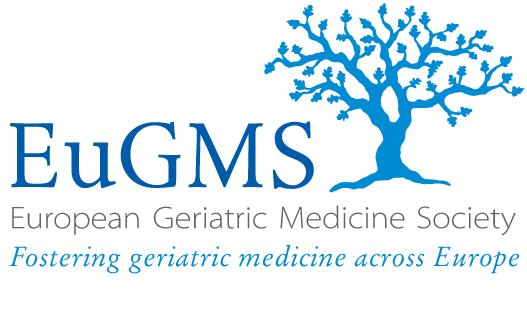 EuGMS
European Geriatric Medicine Society
Fostering geriatric medicine across Europe